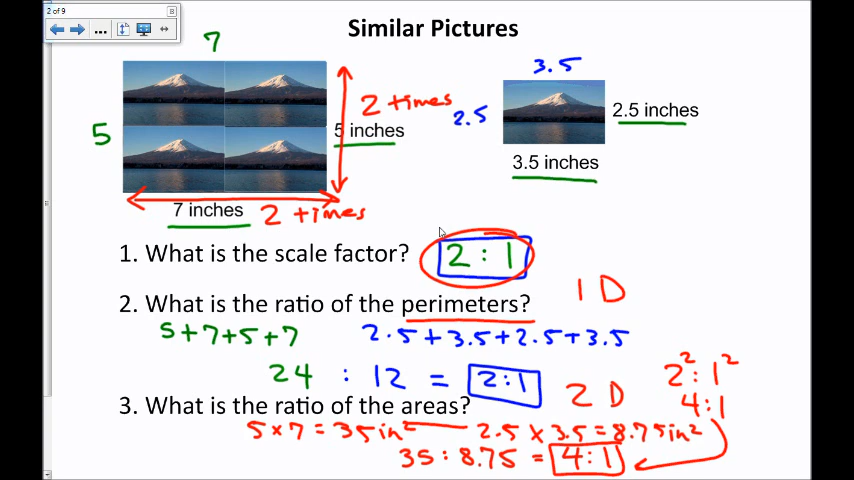 2 of 9
Similar Pictures
7
3.5
5
2 times
5 inches
2.5
2.5 inches
3.5 inches
7 inches
2 times
1. What is the scale factor?
2 : 1
2. What is the ratio of the perimeters?
1 D
5+7+5+7
2.5+3.5+2.5+3.5
24 : 12 = 2:1
2 D
2² : 1²
4:1
3. What is the ratio of the areas?
5 x 7 = 35 in²
2.5 x 3.5 = 8.75 in²
35 : 8.75 = 4:1